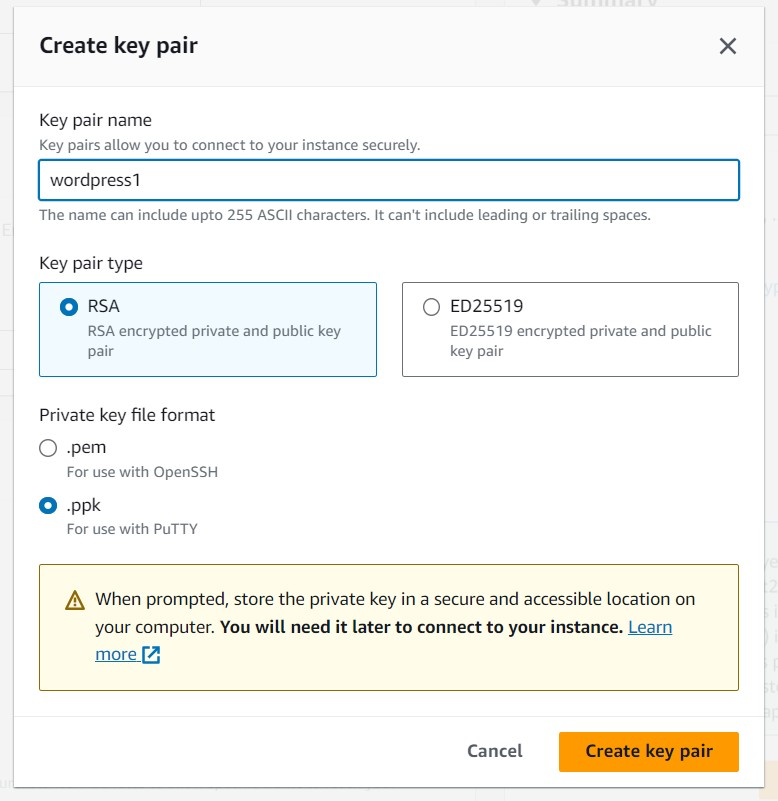 Summary
Create key pair
Key pair name
Key pairs allow you to connect to your instance securely.
wordpress1
The name can include upto 255 ASCII characters. It can't include leading or trailing spaces.
Key pair type
RSA
RSA encrypted private and public key
pair
ED25519
ED25519 encrypted private and public
key pair
Private key file format
.pem
For use with OpenSSH
.ppk
For use with PuTTY
When prompted, store the private key in a secure and accessible location on
your computer. You will need it later to connect to your instance. Learn
more
Cancel
Create key pair